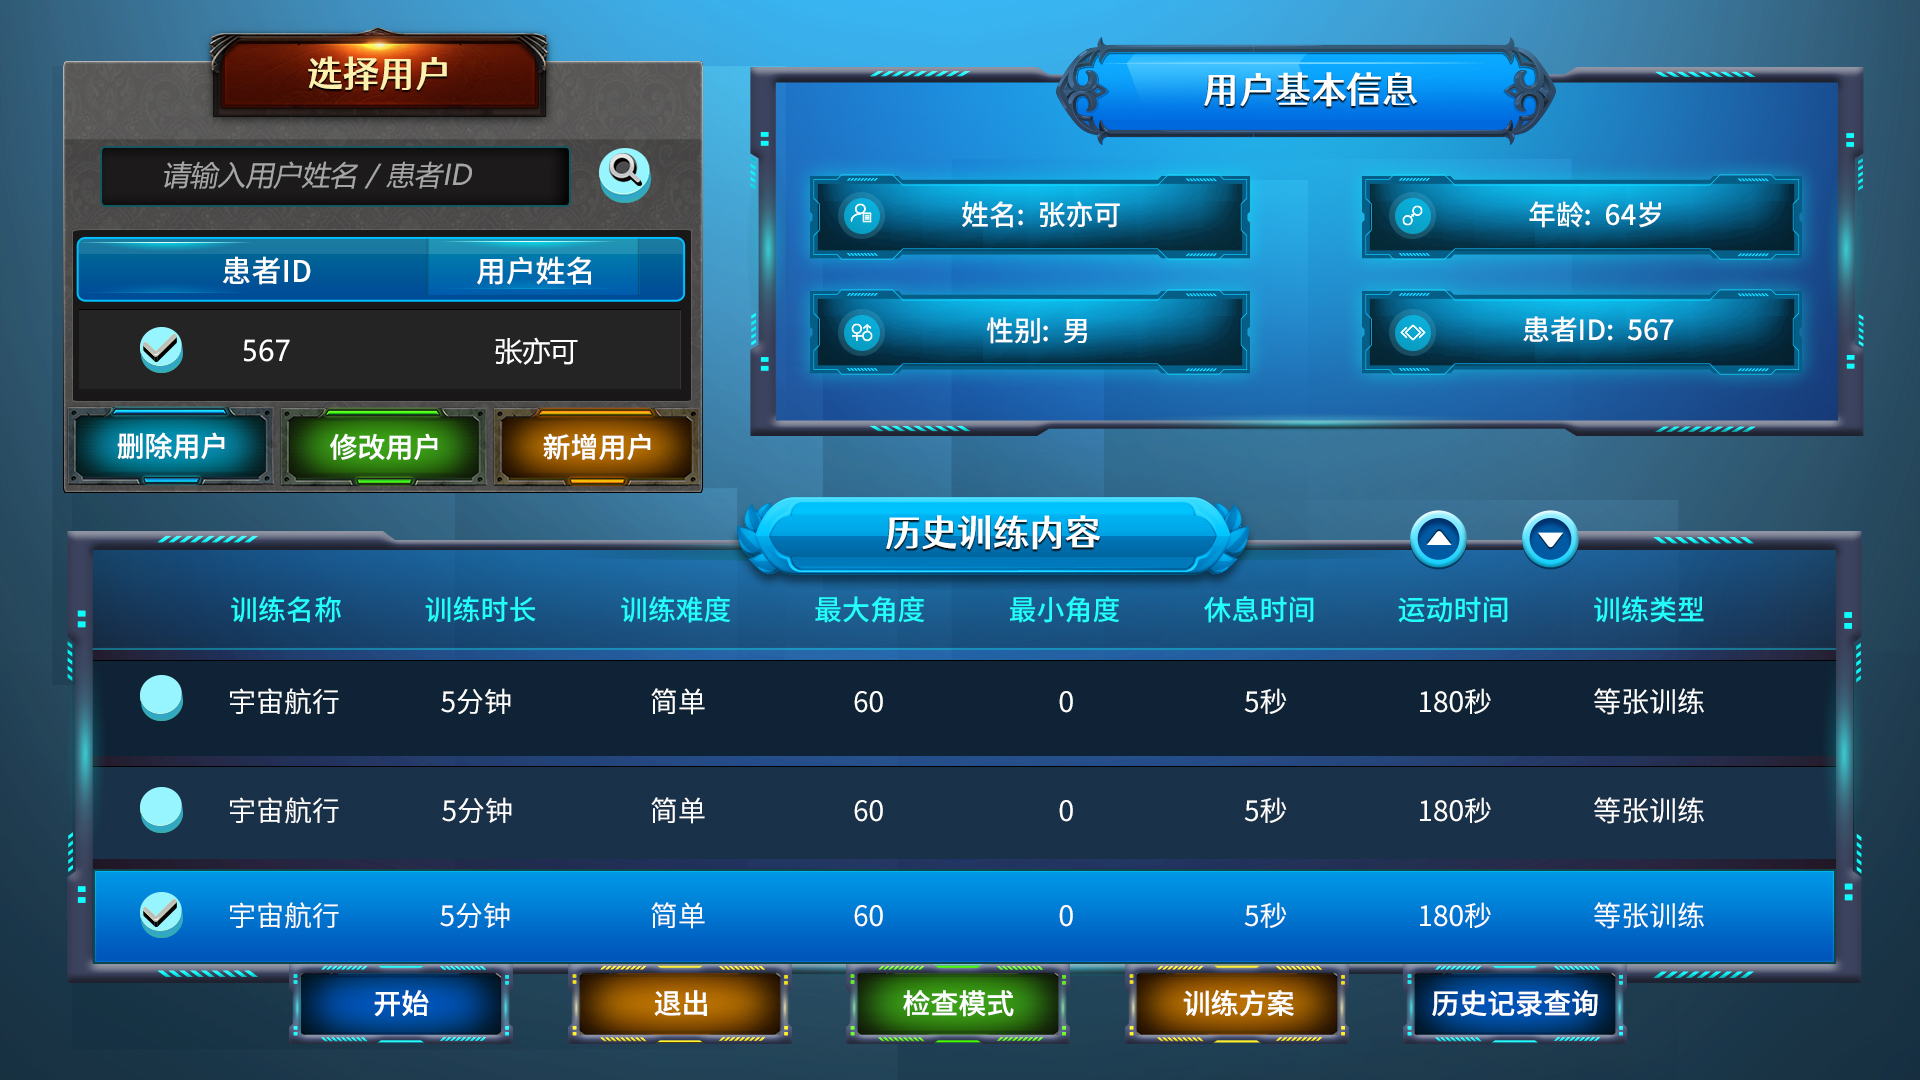 选择用户
请输入用户姓名 / 患者ID
患者ID 用户姓名
567 张亦可
删除用户 修改用户 新增用户
用户基本信息
姓名: 张亦可 年龄: 64岁
性别: 男 患者ID: 567
历史训练内容
训练名称 训练时长 训练难度 最大角度 最小角度 休息时间 运动时间 训练类型
宇宙航行 5分钟 简单 60 0 5秒 180秒 等张训练
宇宙航行 5分钟 简单 60 0 5秒 180秒 等张训练
宇宙航行 5分钟 简单 60 0 5秒 180秒 等张训练
开始 退出 检查模式 训练方案 历史记录查询